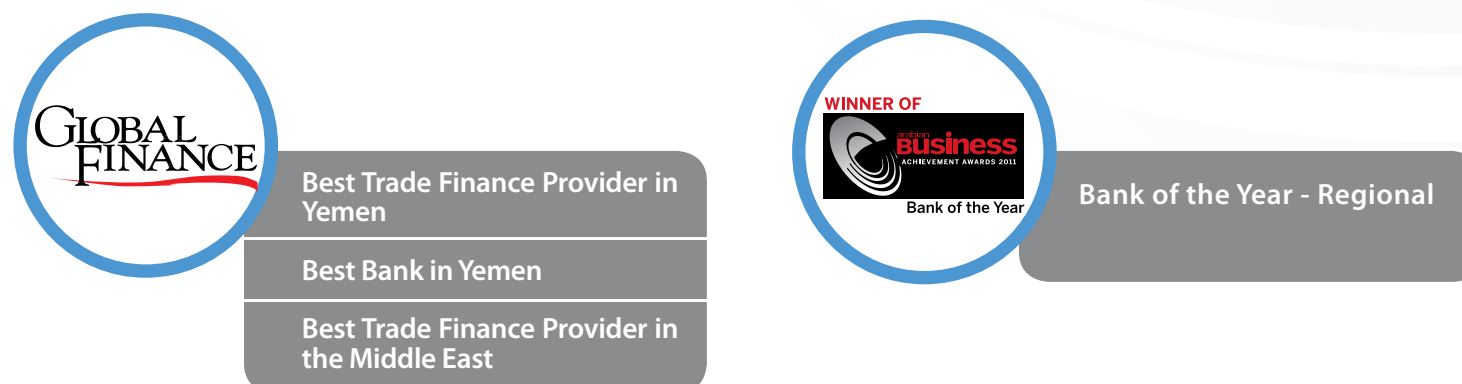 GLOBAL
FINANCE
Best Trade Finance Provider in
Yemen
Best Bank in Yemen
Best Trade Finance Provider in
the Middle East
WINNER OF
arabian
Business
ACHIEVEMENT AWARDS 2011
Bank of the Year
Bank of the Year - Regional